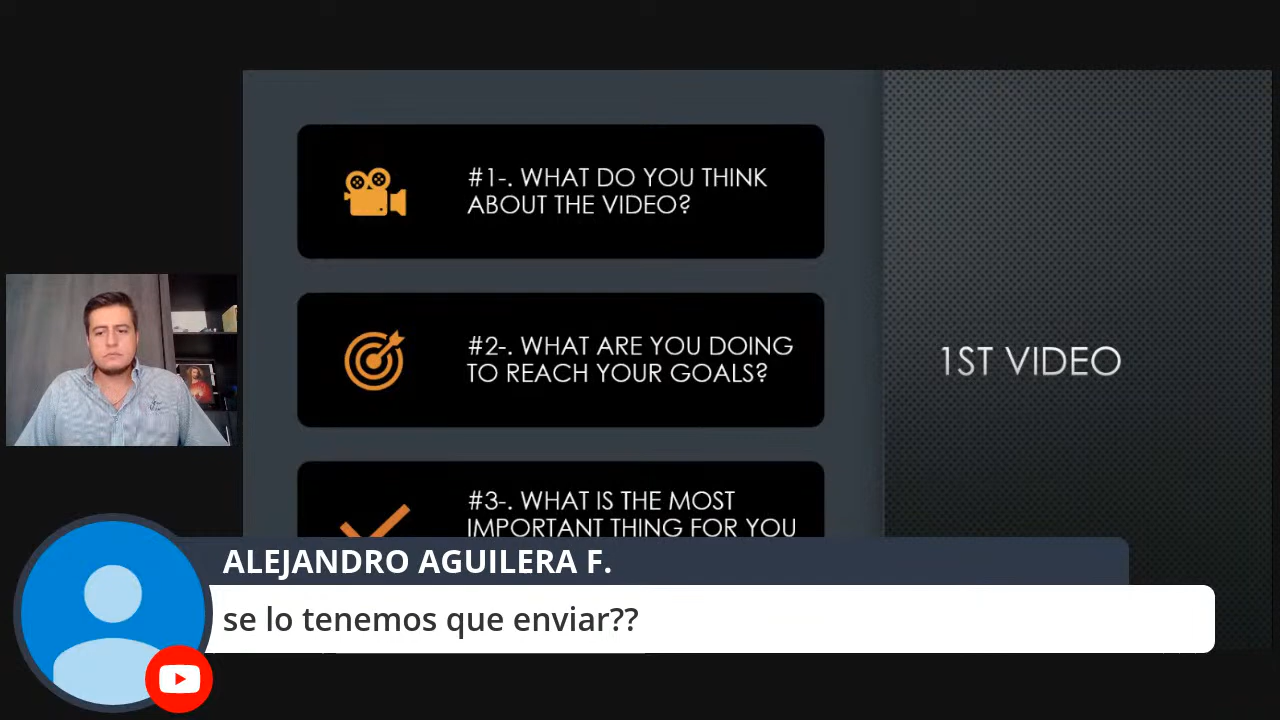 #1-. WHAT DO YOU THINK
ABOUT THE VIDEO?
#2-. WHAT ARE YOU DOING
TO REACH YOUR GOALS?
1ST VIDEO
#3-. WHAT IS THE MOST
IMPORTANT THING FOR YOU
ALEJANDRO AGUILERA F.
se lo tenemos que enviar??